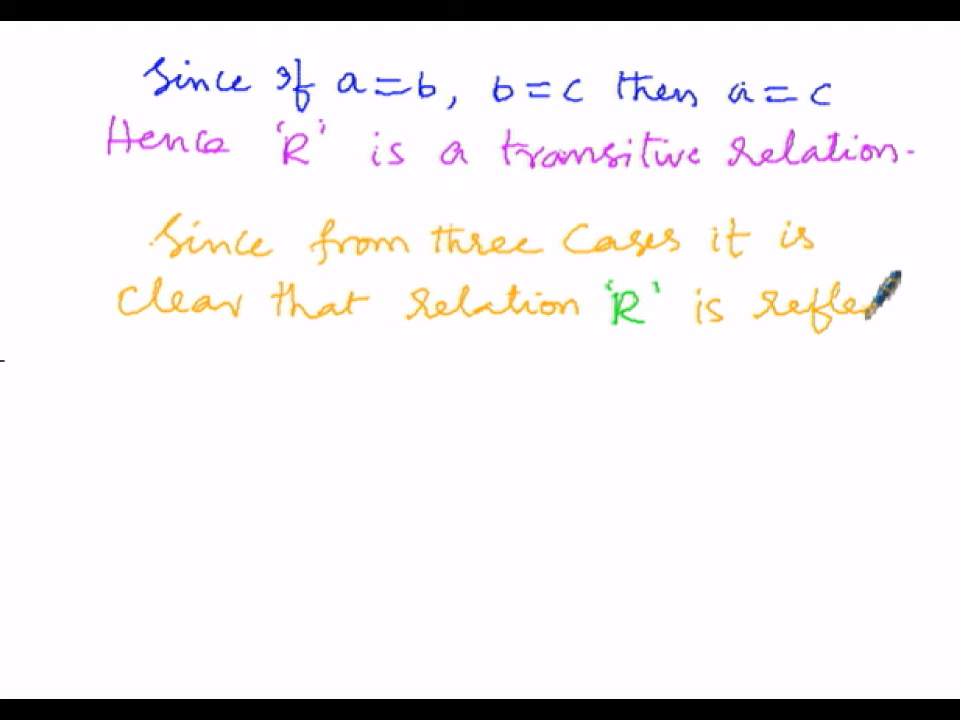 Since If a = b, b = c then a = c
Hence 'R' is a transitive relation.
Since from three Cases it is
Clear that relation 'R' is refle